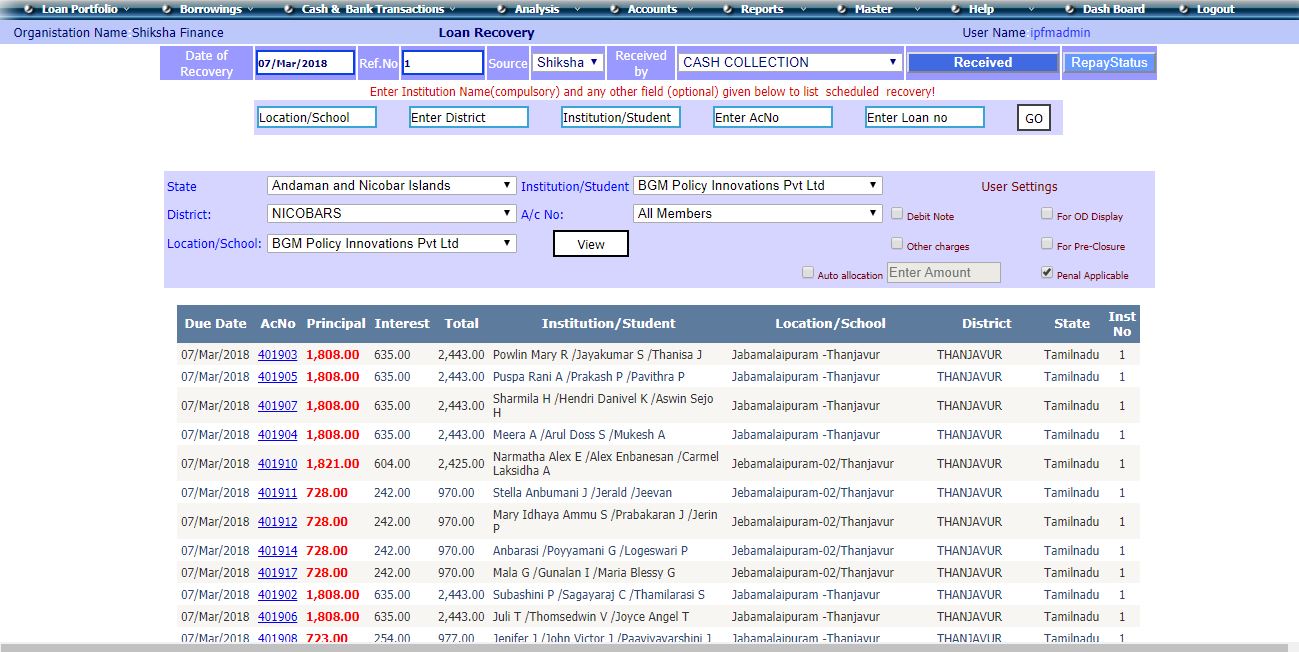 Loan Portfolio Borrowings Cash & Bank Transactions Analysis Accounts Reports Master Help Dash Board Logout
Organistation Name Shiksha Finance Loan Recovery User Name ipfmadmin
Date of Recovery 07/Mar/2018 Ref.No 1 Source Shiksha Received by CASH COLLECTION Received RepayStatus
Enter Institution Name(compulsory) and any other field (optional) given below to list scheduled recovery!
Location/School Enter District Institution/Student Enter AcNo Enter Loan no GO
State Andaman and Nicobar Islands Institution/Student BGM Policy Innovations Pvt Ltd User Settings
District: NICOBARS A/c No: All Members Debit Note For OD Display
Location/School: BGM Policy Innovations Pvt Ltd View Other charges For Pre-Closure
Auto allocation Enter Amount Penal Applicable
Due Date AcNo Principal Interest Total Institution/Student Location/School District State Inst No
07/Mar/2018 401903 1,808.00 635.00 2,443.00 Powlin Mary R /Jayakumar S /Thanisa J Jabamalaipuram -Thanjavur THANJAVUR Tamilnadu 1
07/Mar/2018 401905 1,808.00 635.00 2,443.00 Puspa Rani A /Prakash P /Pavithra P Jabamalaipuram -Thanjavur THANJAVUR Tamilnadu 1
07/Mar/2018 401907 1,808.00 635.00 2,443.00 Sharmila H /Hendri Danivel K /Aswin Sejo H Jabamalaipuram -Thanjavur THANJAVUR Tamilnadu 1
07/Mar/2018 401904 1,808.00 635.00 2,443.00 Meera A /Arul Doss S /Mukesh A Jabamalaipuram -Thanjavur THANJAVUR Tamilnadu 1
07/Mar/2018 401910 1,821.00 604.00 2,425.00 Narmatha Alex E /Alex Enbanesan /Carmel Laksidha A Jebamalaipuram-02/Thanjavur THANJAVUR Tamilnadu 1
07/Mar/2018 401911 728.00 242.00 970.00 Stella Anbumani J /Jerald /Jeevan Jebamalaipuram-02/Thanjavur THANJAVUR Tamilnadu 1
07/Mar/2018 401912 728.00 242.00 970.00 Mary Idhaya Ammu S /Prabakaran J /Jerin P Jebamalaipuram-02/Thanjavur THANJAVUR Tamilnadu 1
07/Mar/2018 401914 728.00 242.00 970.00 Anbarasi /Poyyamani G /Logeswari P Jebamalaipuram-02/Thanjavur THANJAVUR Tamilnadu 1
07/Mar/2018 401917 728.00 242.00 970.00 Mala G /Gunalan I /Maria Blessy G Jebamalaipuram-02/Thanjavur THANJAVUR Tamilnadu 1
07/Mar/2018 401902 1,808.00 635.00 2,443.00 Subashini P /Sagayaraj C /Thamilarasi S Jabamalaipuram -Thanjavur THANJAVUR Tamilnadu 1
07/Mar/2018 401906 1,808.00 635.00 2,443.00 Juli T /Thomsedwin V /Joyce Angel T Jabamalaipuram -Thanjavur THANJAVUR Tamilnadu 1
07/Mar/2018 401908 723.00 254.00 977.00 Jenifer J /John Victor J /Paaviyavarshini J Jabamalaipuram -Thanjavur THANJAVUR Tamilnadu 1